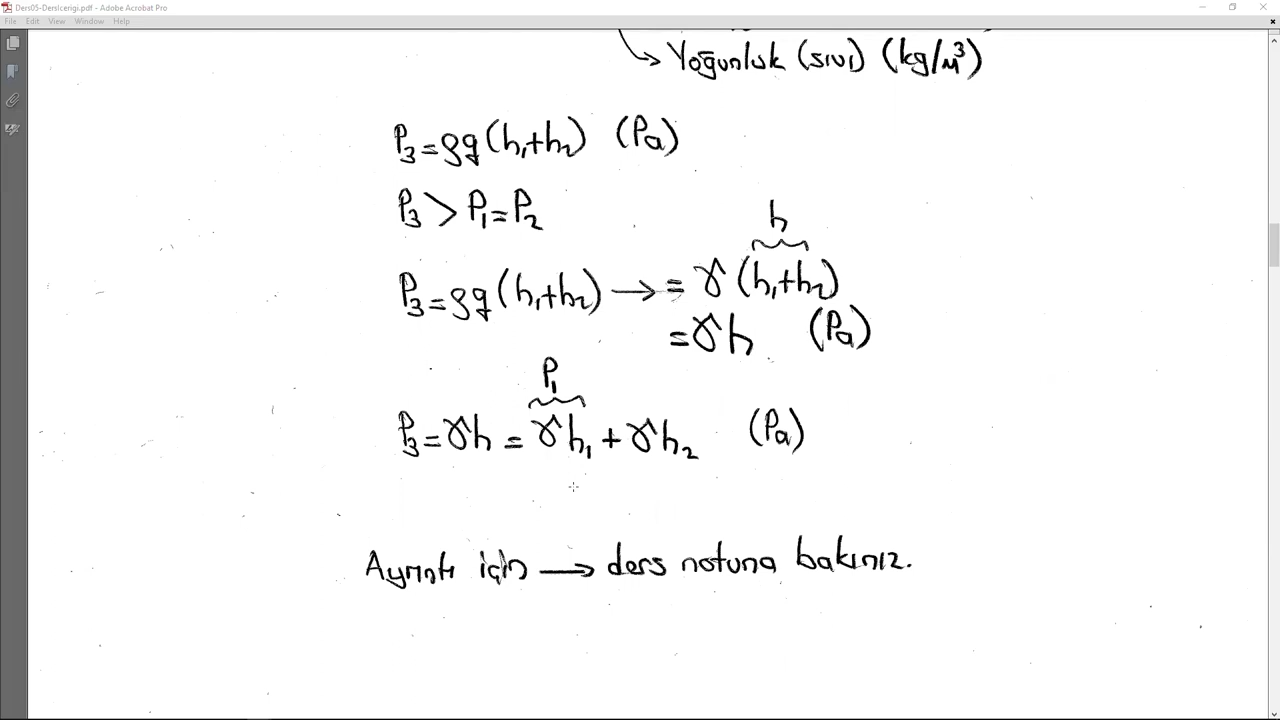 Ders05-DersIcerigi.pdf - Adobe Acrobat Pro
File Edit View Window Help
Yoğunluk (sıvı) (kg/m³)
P₃=ρg(h₁+h₂) (Pa)
P₃ > P₁=P₂
h
P₃=ρg(h₁+h₂) → = γ(h₁+h₂)
=γh (Pa)
P₁
P₃=γh = γh₁ + γh₂ (Pa)
Ayrıntı için → ders notuna bakınız.